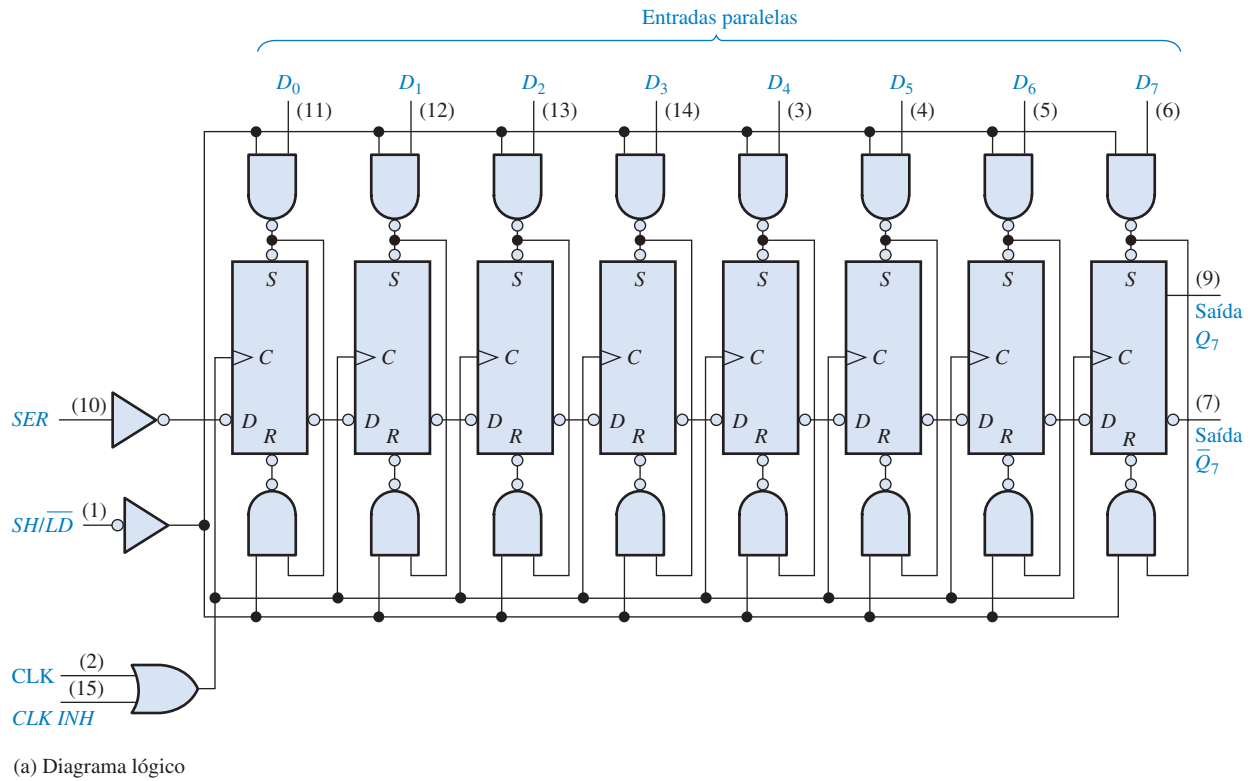 Entradas paralelas
D0 D1 D2 D3 D4 D5 D6 D7
(11) (12) (13) (14) (3) (4) (5) (6)
S S S S S S S S
(9)
Saída
Q7
C C C C C C C C
SER (10)
D D D D D D D D
(7)
Saída
Q̅7
R R R R R R R R
SH/L̅D̅ (1)
CLK (2)
(15)
CLK INH
(a) Diagrama lógico